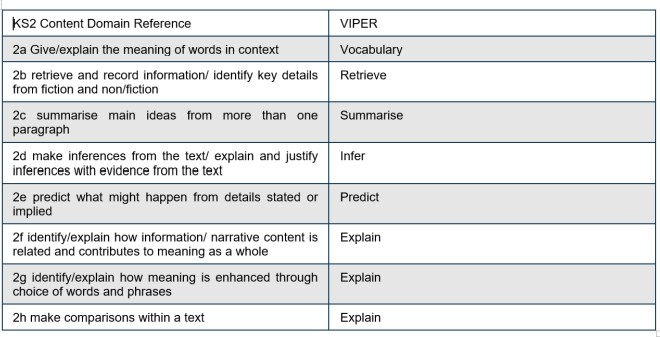 KS2 Content Domain Reference VIPER
2a Give/explain the meaning of words in context Vocabulary
2b retrieve and record information/ identify key details Retrieve
from fiction and non/fiction
2c summarise main ideas from more than one Summarise
paragraph
2d make inferences from the text/ explain and justify Infer
inferences with evidence from the text
2e predict what might happen from details stated or Predict
implied
2f identify/explain how information/ narrative content is Explain
related and contributes to meaning as a whole
2g identify/explain how meaning is enhanced through Explain
choice of words and phrases
2h make comparisons within a text Explain